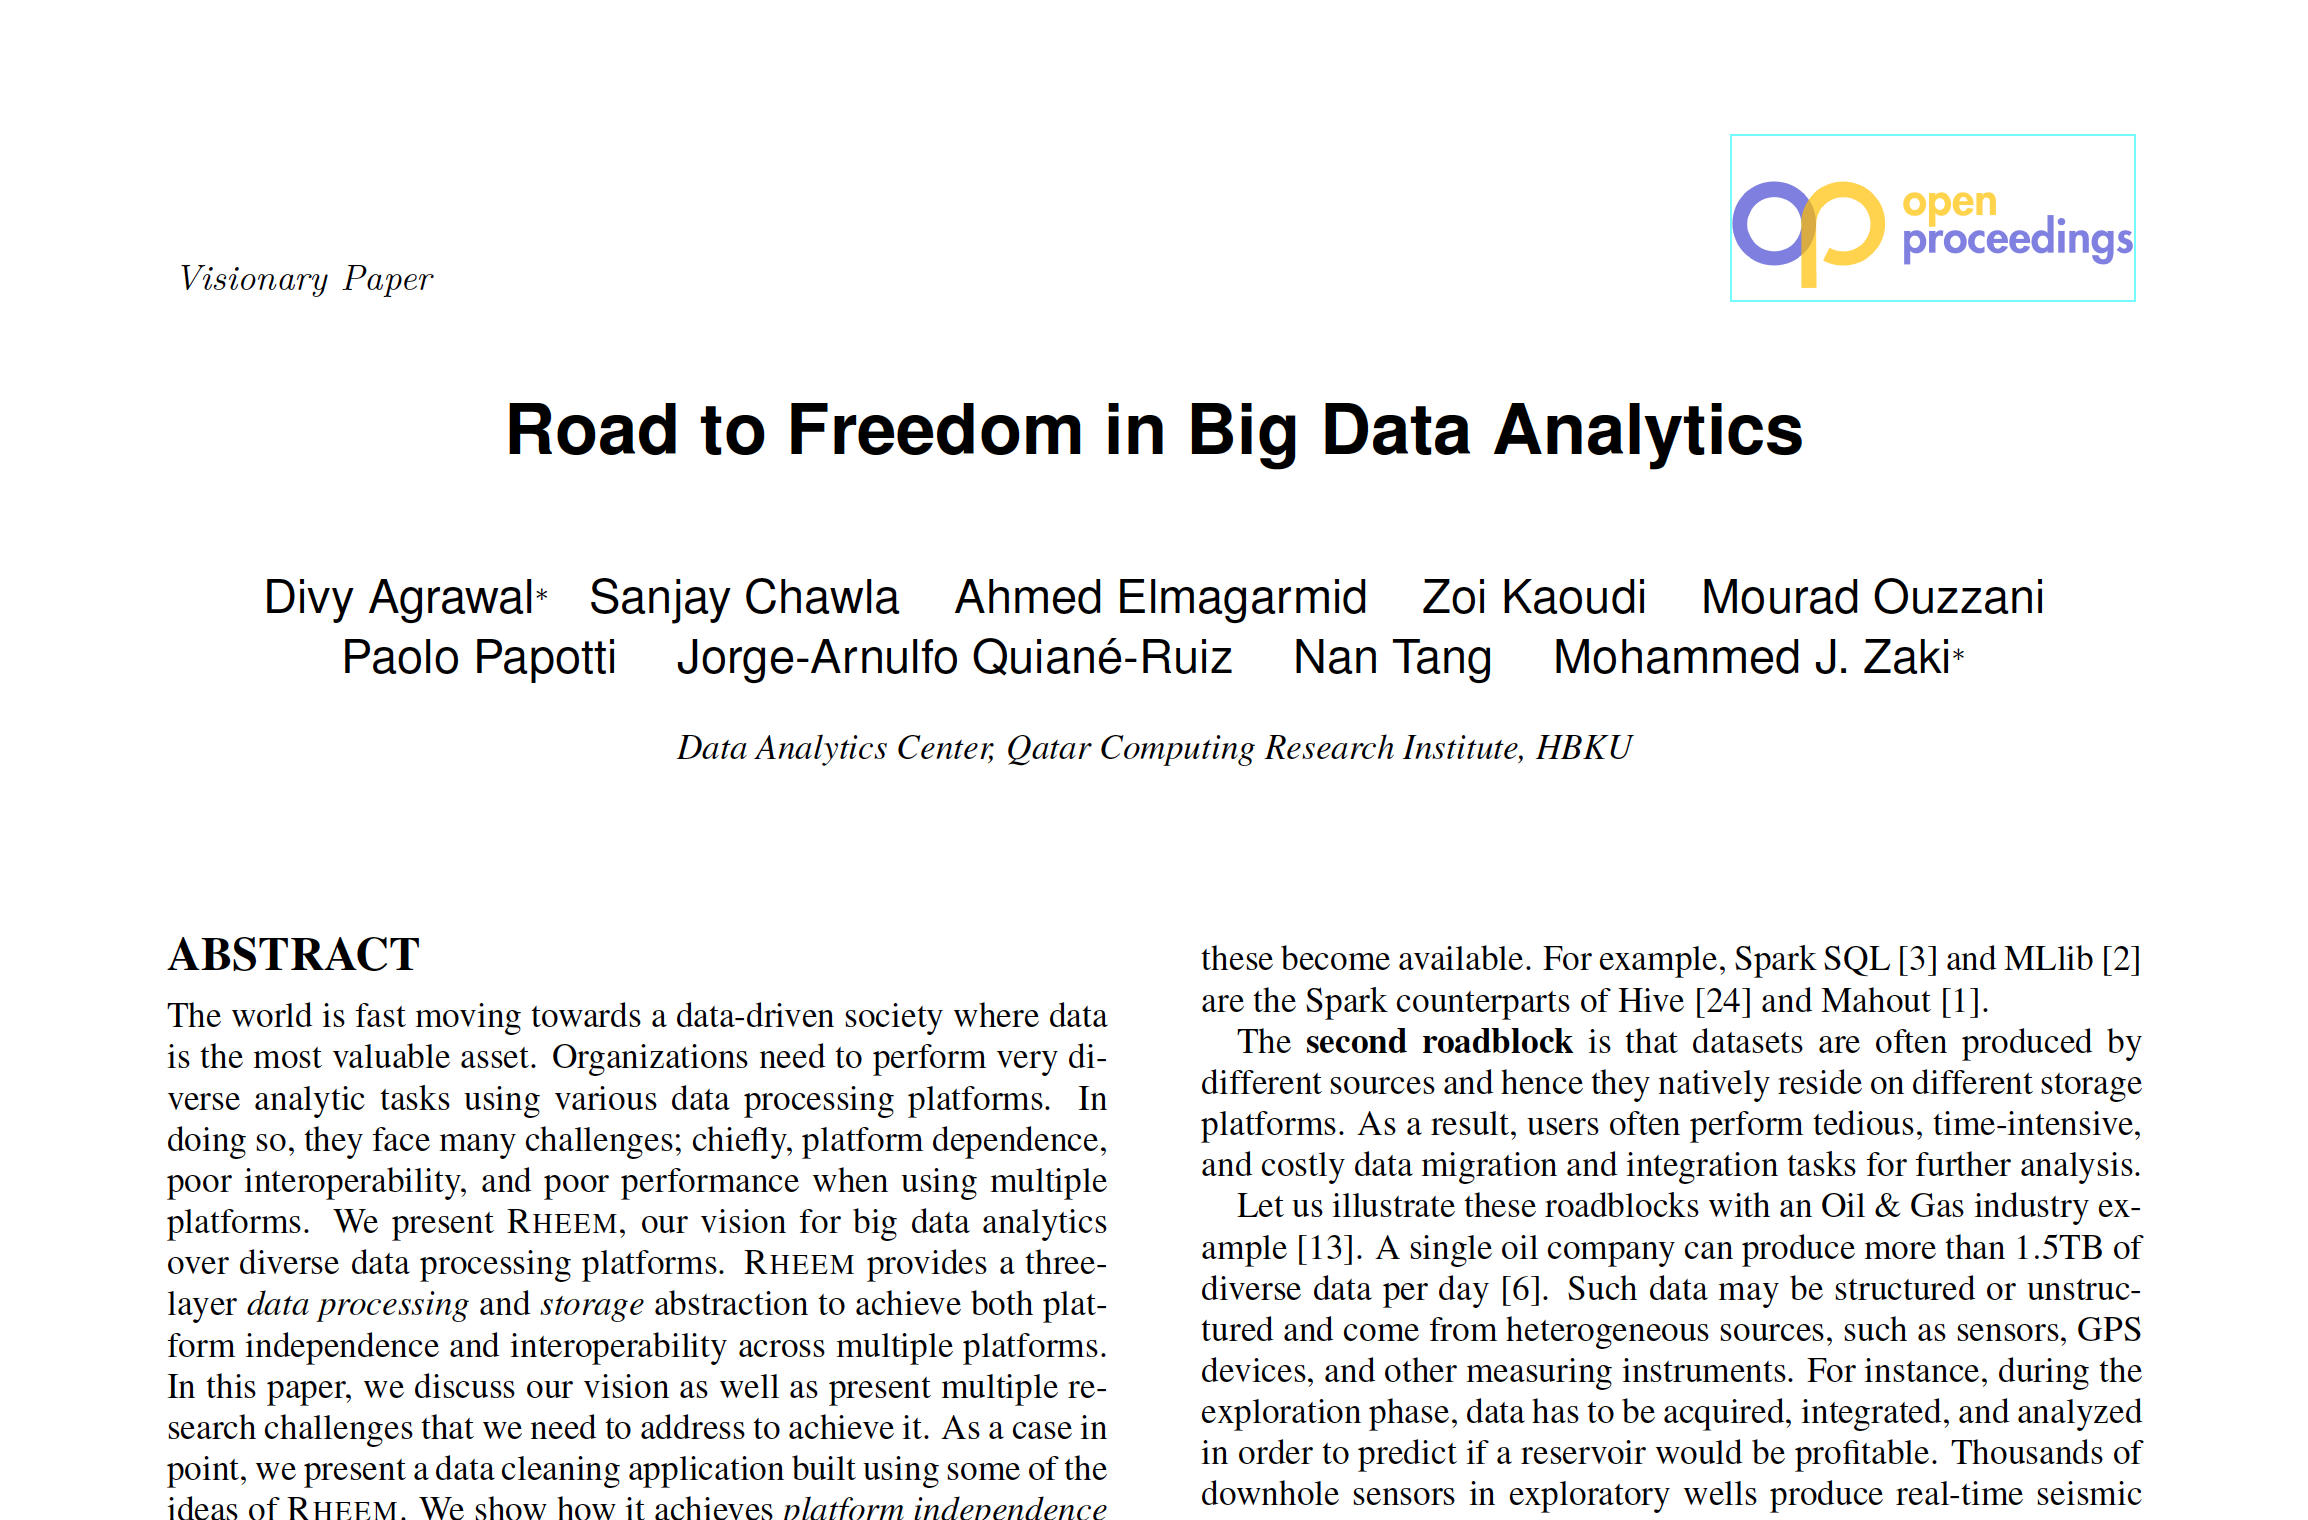 open
proceedings
Visionary Paper
Road to Freedom in Big Data Analytics
Divy Agrawal* Sanjay Chawla Ahmed Elmagarmid Zoi Kaoudi Mourad Ouzzani
Paolo Papotti Jorge-Arnulfo Quiané-Ruiz Nan Tang Mohammed J. Zaki*
Data Analytics Center, Qatar Computing Research Institute, HBKU
ABSTRACT
The world is fast moving towards a data-driven society where data
is the most valuable asset. Organizations need to perform very di-
verse analytic tasks using various data processing platforms. In
doing so, they face many challenges; chiefly, platform dependence,
poor interoperability, and poor performance when using multiple
platforms. We present RHEEM, our vision for big data analytics
over diverse data processing platforms. RHEEM provides a three-
layer data processing and storage abstraction to achieve both plat-
form independence and interoperability across multiple platforms.
In this paper, we discuss our vision as well as present multiple re-
search challenges that we need to address to achieve it. As a case in
point, we present a data cleaning application built using some of the
ideas of RHEEM. We show how it achieves platform independence
these become available. For example, Spark SQL [3] and MLlib [2]
are the Spark counterparts of Hive [24] and Mahout [1].
The second roadblock is that datasets are often produced by
different sources and hence they natively reside on different storage
platforms. As a result, users often perform tedious, time-intensive,
and costly data migration and integration tasks for further analysis.
Let us illustrate these roadblocks with an Oil & Gas industry ex-
ample [13]. A single oil company can produce more than 1.5TB of
diverse data per day [6]. Such data may be structured or unstruc-
tured and come from heterogeneous sources, such as sensors, GPS
devices, and other measuring instruments. For instance, during the
exploration phase, data has to be acquired, integrated, and analyzed
in order to predict if a reservoir would be profitable. Thousands of
downhole sensors in exploratory wells produce real-time seismic